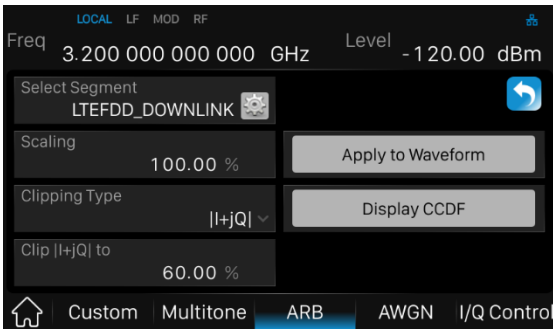 LOCAL LF MOD RF
Freq 3.200 000 000 000 GHz Level -120.00 dBm
Select Segment
LTEFDD_DOWNLINK
Scaling
100.00 %
Apply to Waveform
Clipping Type
|I+jQ|
Display CCDF
Clip |I+jQ| to
60.00 %
Custom Multitone ARB AWGN I/Q Control